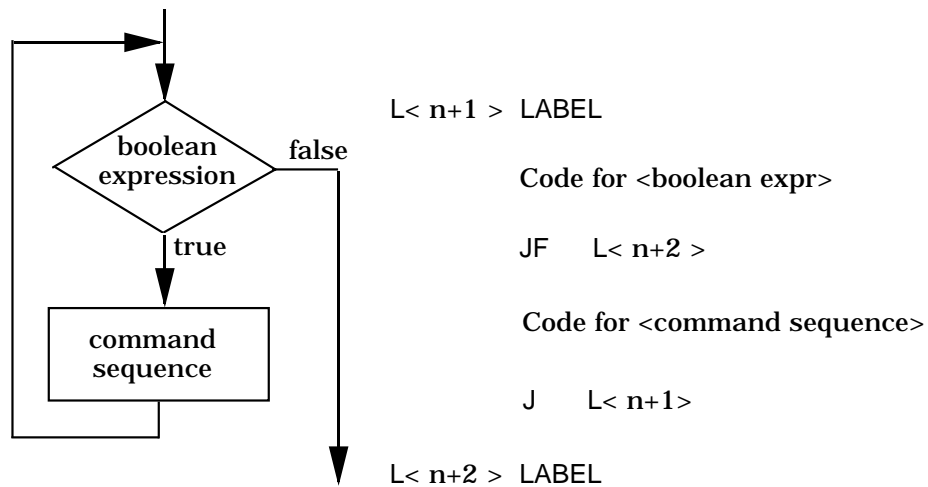 boolean
expression
false
true
command
sequence
L< n+1 > LABEL
Code for <boolean expr>
JF L< n+2 >
Code for <command sequence>
J L< n+1>
L< n+2 > LABEL